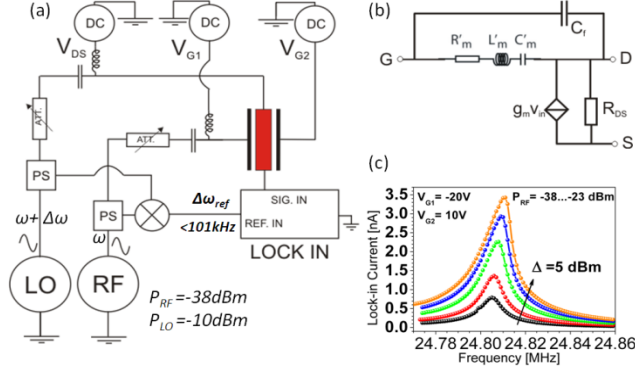 (a)
DC
DC
DC
V_DS
V_G1
V_G2
ATT.
ATT.
PS
PS
ω+ Δω
ω
Δω_ref
<101kHz
SIG. IN
REF. IN
LOCK IN
LO
RF
P_RF =-38dBm
P_LO =-10dBm
(b)
C_f
G
R'_m
L'_m
C'_m
D
g_m v_in
R_DS
S
(c)
V_G1 = -20V
V_G2 = 10V
P_RF = -38...-23 dBm
Δ =5 dBm
Lock-in Current [nA]
3.5
3.0
2.5
2.0
1.5
1.0
0.5
0.0
24.78 24.80 24.82 24.84 24.86
Frequency [MHz]